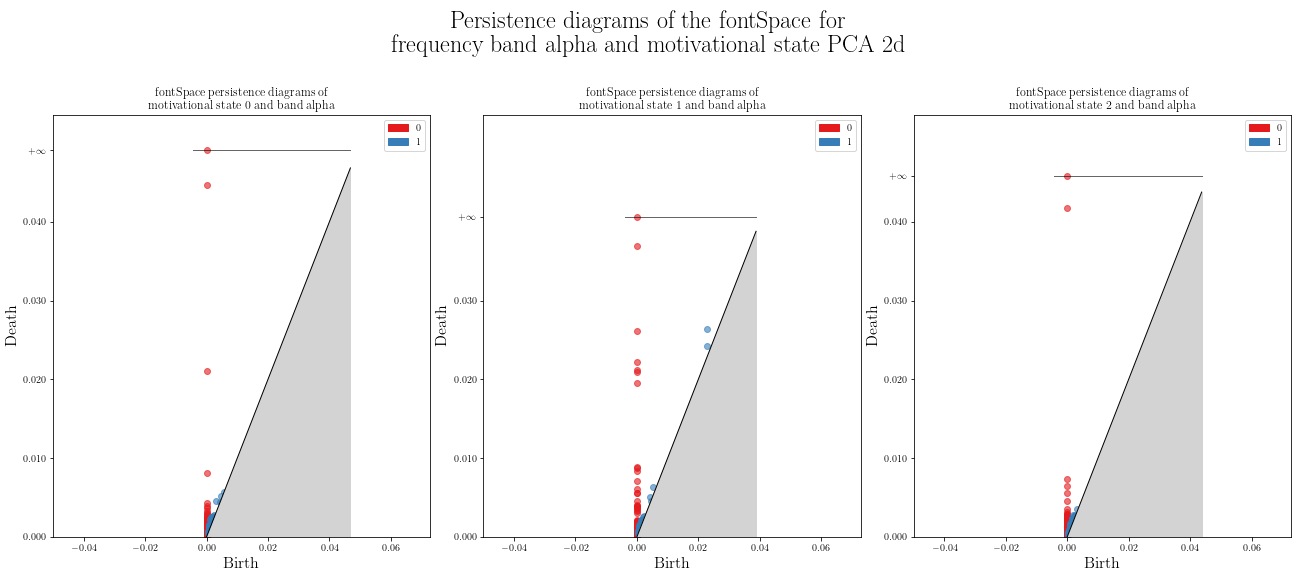 Persistence diagrams of the fontSpace for
frequency band alpha and motivational state PCA 2d
fontSpace persistence diagrams of
motivational state 0 and band alpha
0
1
+∞
0.040
0.030
0.020
0.010
0.000
Death
−0.04 −0.02 0.00 0.02 0.04 0.06
Birth
fontSpace persistence diagrams of
motivational state 1 and band alpha
0
1
+∞
0.030
0.020
0.010
0.000
Death
−0.04 −0.02 0.00 0.02 0.04 0.06
Birth
fontSpace persistence diagrams of
motivational state 2 and band alpha
0
1
+∞
0.040
0.030
0.020
0.010
0.000
Death
−0.04 −0.02 0.00 0.02 0.04 0.06
Birth